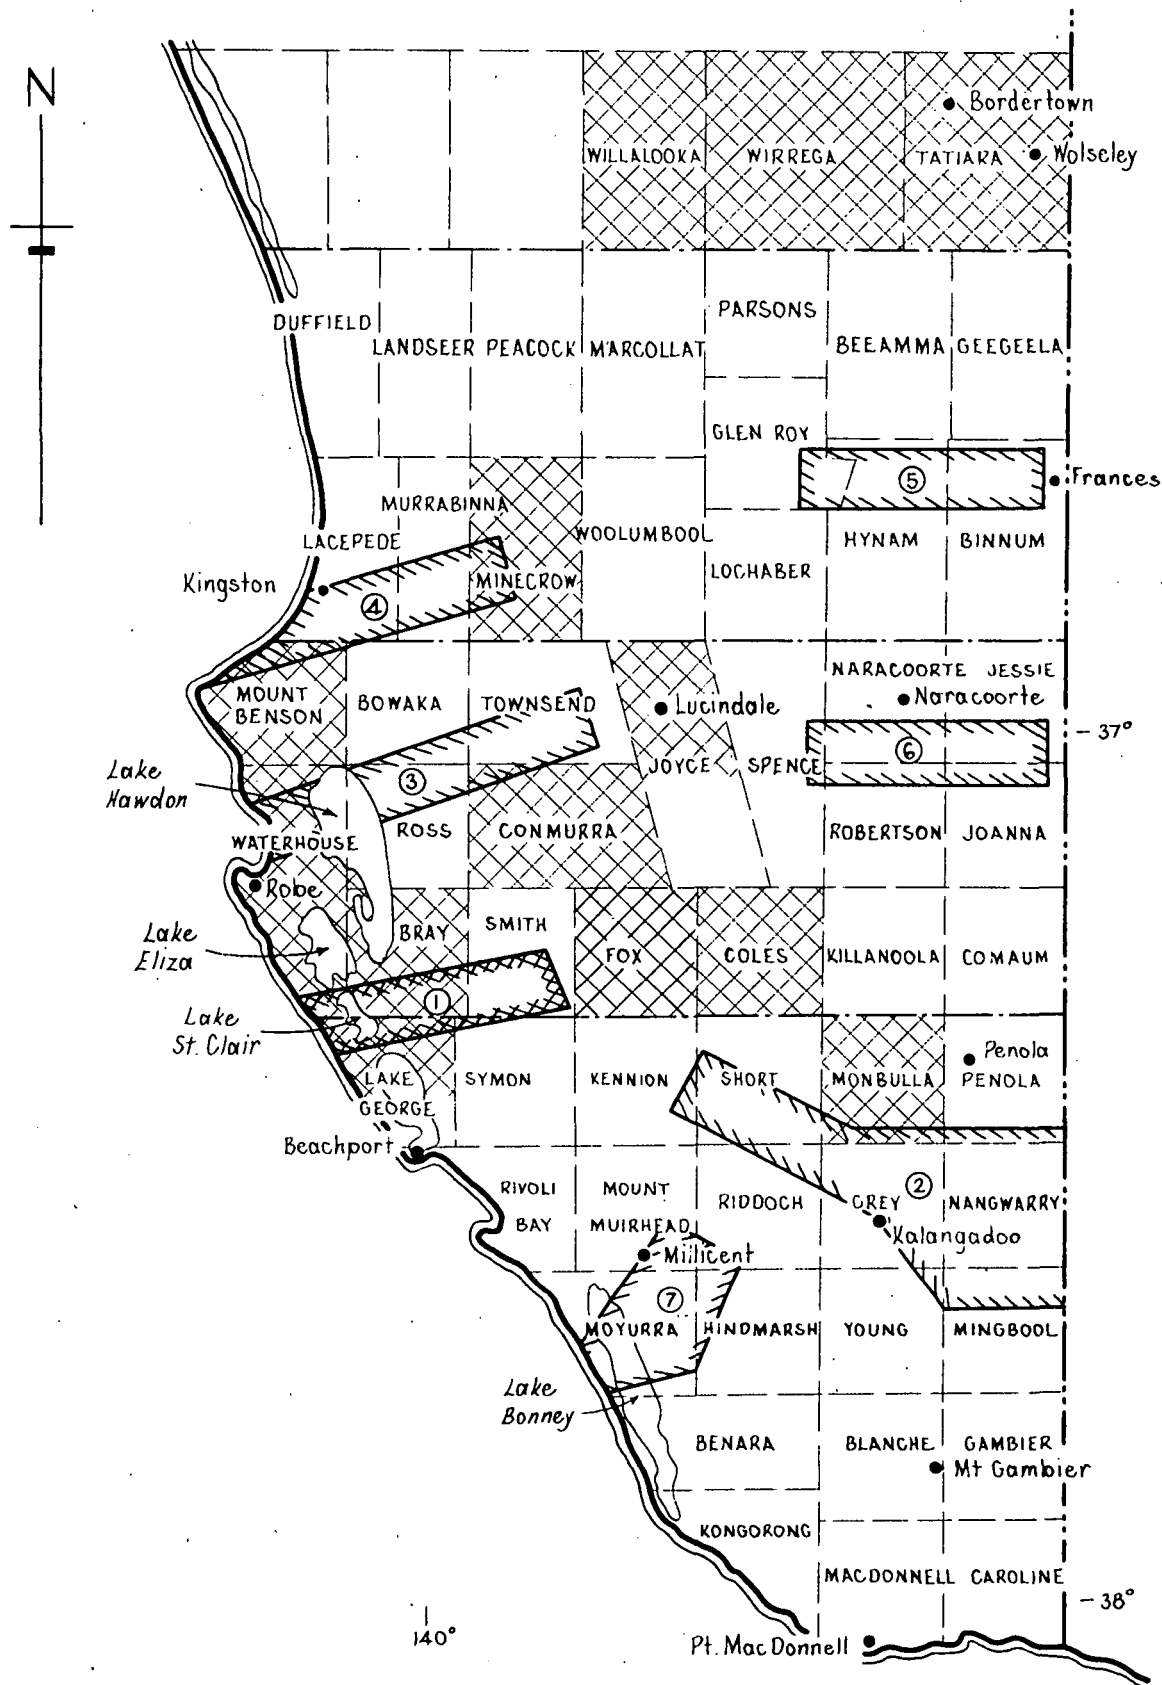 N
Bordertown
WILLALOOKA WIRREGA TATIARA Wolseley
PARSONS
DUFFIELD
LANDSEER PEACOCK MARCOLLAT BEEAMMA GEEGEELA
GLEN ROY
⑤ Frances
MURRABINNA
LACEPEDE WOOLUMBOOL HYNAM BINNUM
Kingston MINECROW LOCHABER
④
NARACOORTE JESSIE
MOUNT
BENSON BOWAKA TOWNSEND Lucindale Naracoorte
- 37°
Lake
Hawdon
③ JOYCE SPENCE ⑥
WATERHOUSE ROSS CONMURRA ROBERTSON JOANNA
Robe
Lake
Eliza
BRAY SMITH FOX COLES KILLANOOLA COMAUM
①
Lake
St. Clair
Penola
LAKE
GEORGE
SYMON KENNION SHORT MONBULLA PENOLA
Beachport
RIVOLI
BAY
MOUNT
MUIRHEAD
RIDDOCH GREY ② NANGWARRY
Kalangadoo
Millicent
⑦
MOYURRA HINDMARSH YOUNG MINGBOOL
Lake
Bonney
BENARA BLANCHE GAMBIER
Mt Gambier
KONGORONG
MACDONNELL CAROLINE
- 38°
140°
Pt. MacDonnell